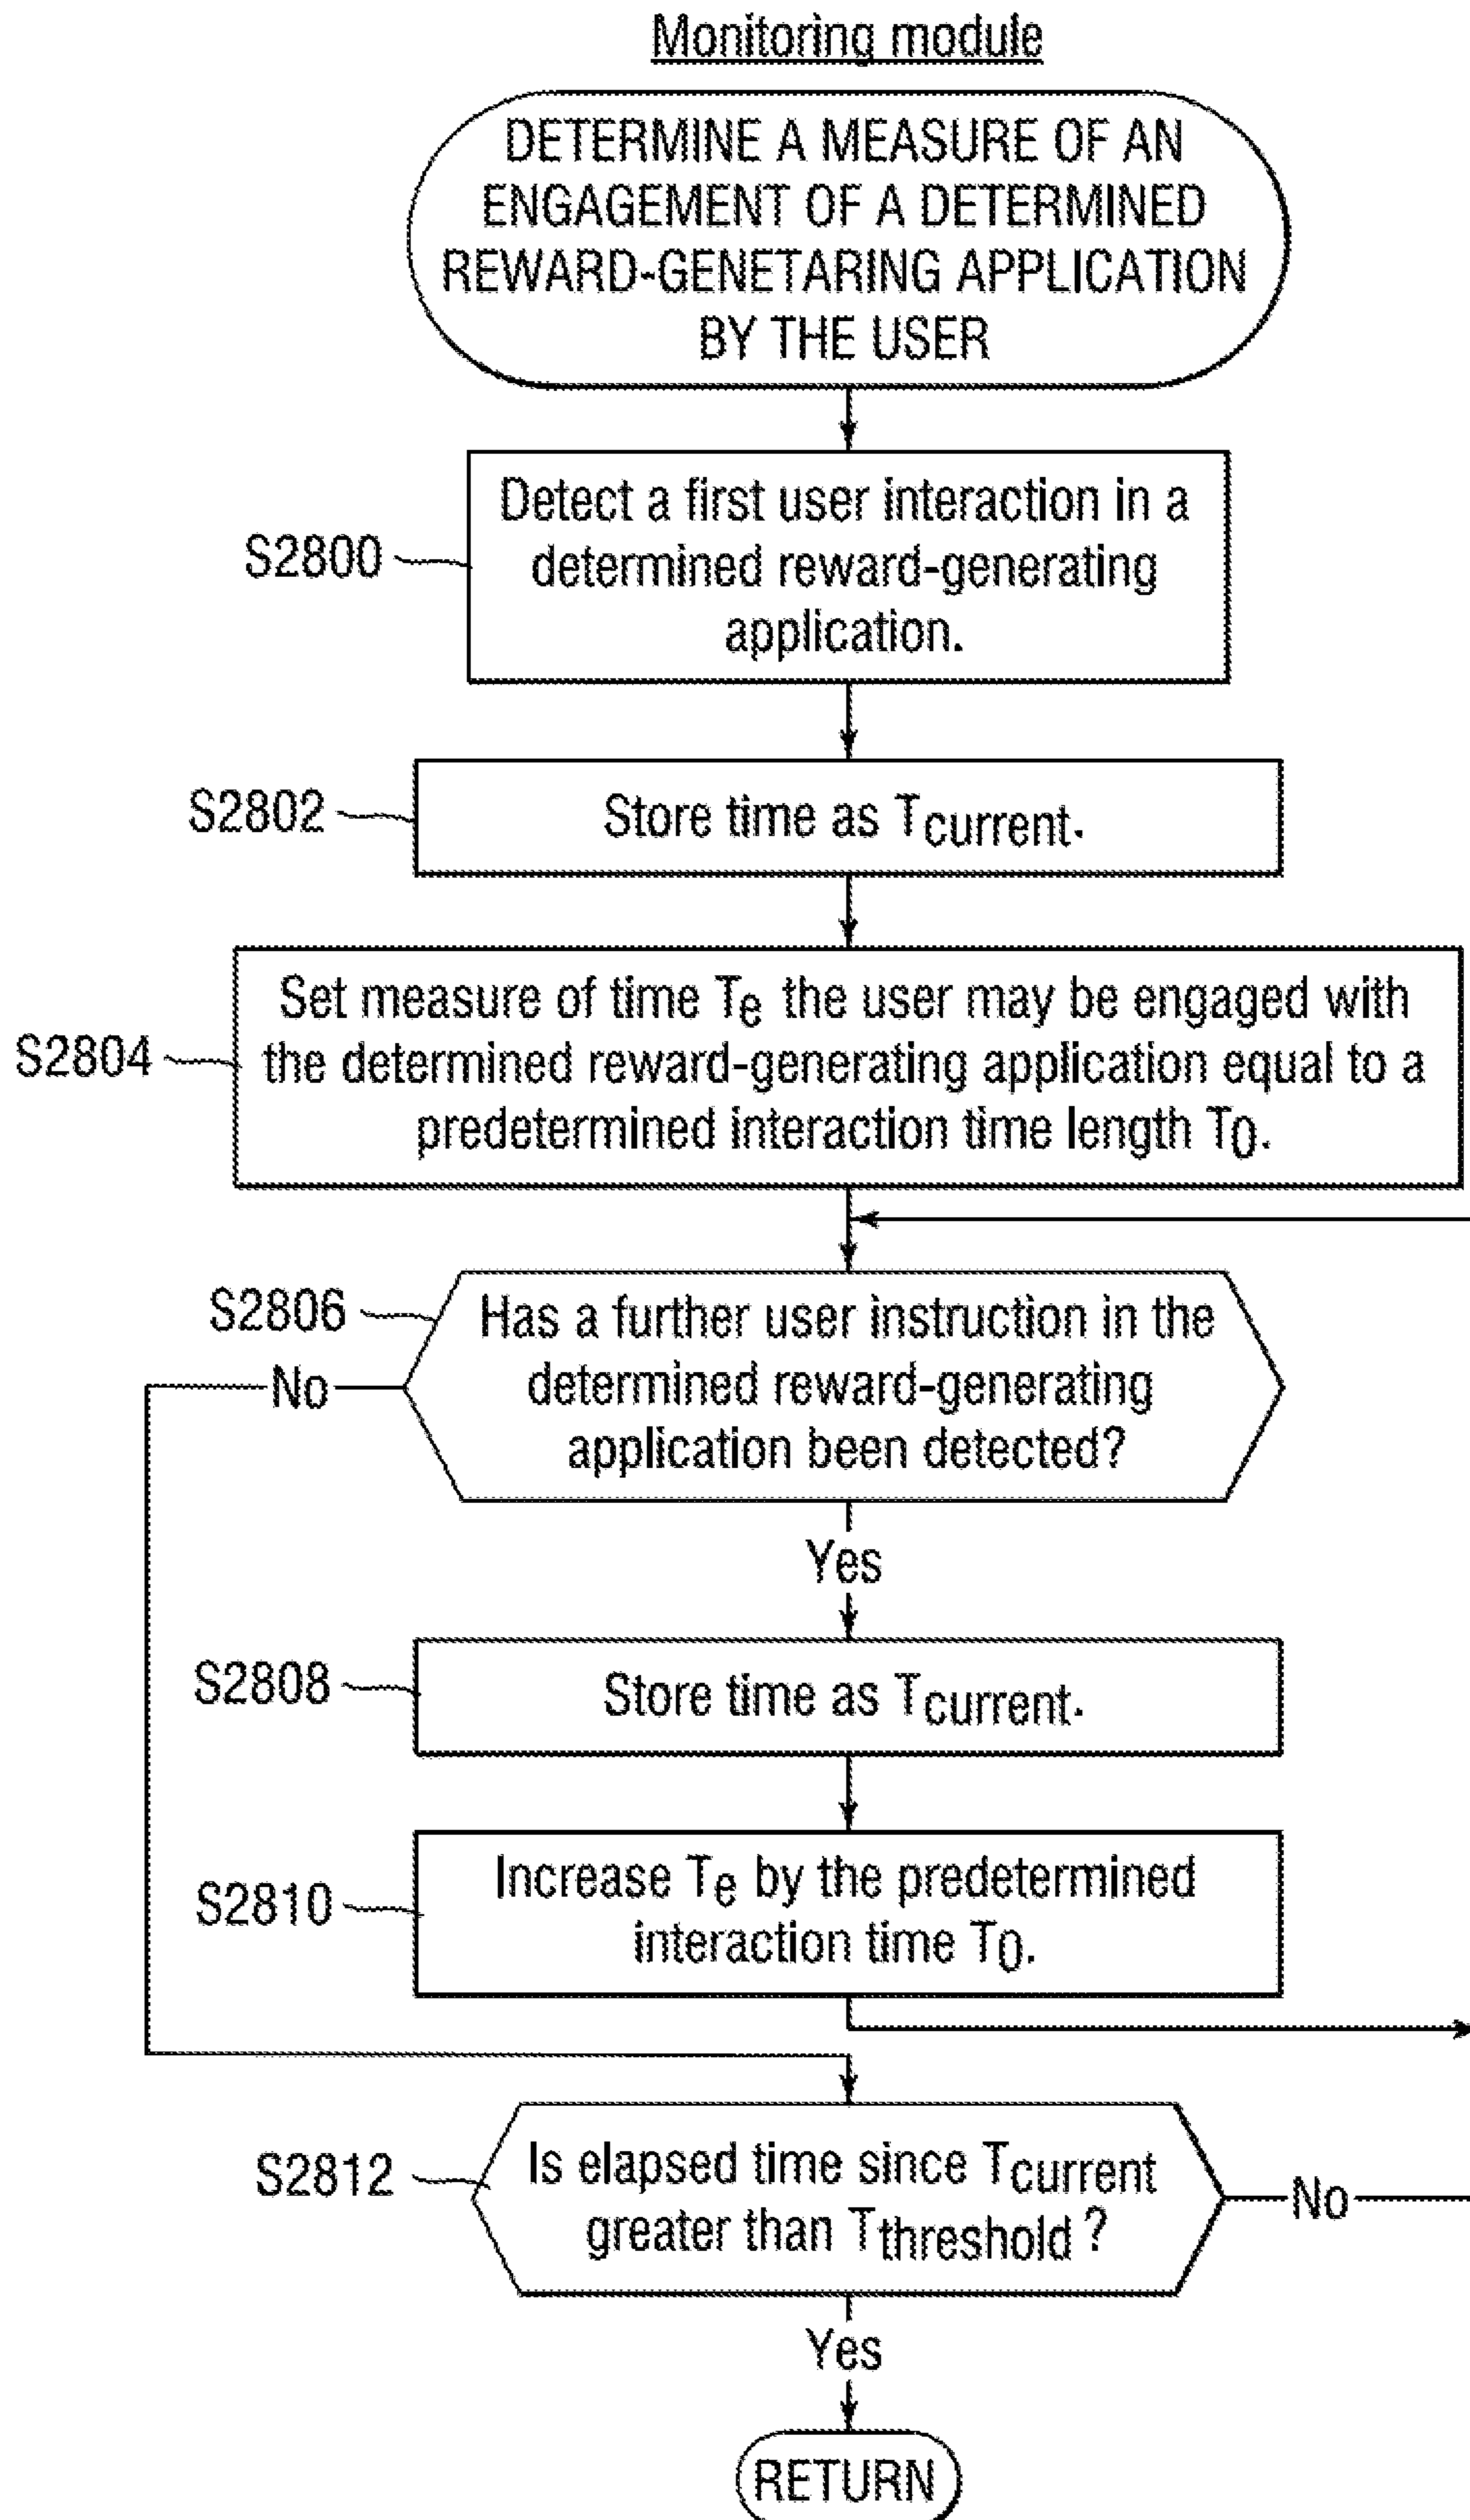 Monitoring module
DETERMINE A MEASURE OF AN
ENGAGEMENT OF A DETERMINED
REWARD-GENETARING APPLICATION
BY THE USER
S2800
Detect a first user interaction in a
determined reward-generating
application.
S2802
Store time as Tcurrent.
S2804
Set measure of time Te the user may be engaged with
the determined reward-generating application equal to a
predetermined interaction time length T0.
S2806
Has a further user instruction in the
determined reward-generating
application been detected?
No
Yes
S2808
Store time as Tcurrent.
S2810
Increase Te by the predetermined
interaction time T0.
S2812
Is elapsed time since Tcurrent
greater than Tthreshold?
No
Yes
RETURN